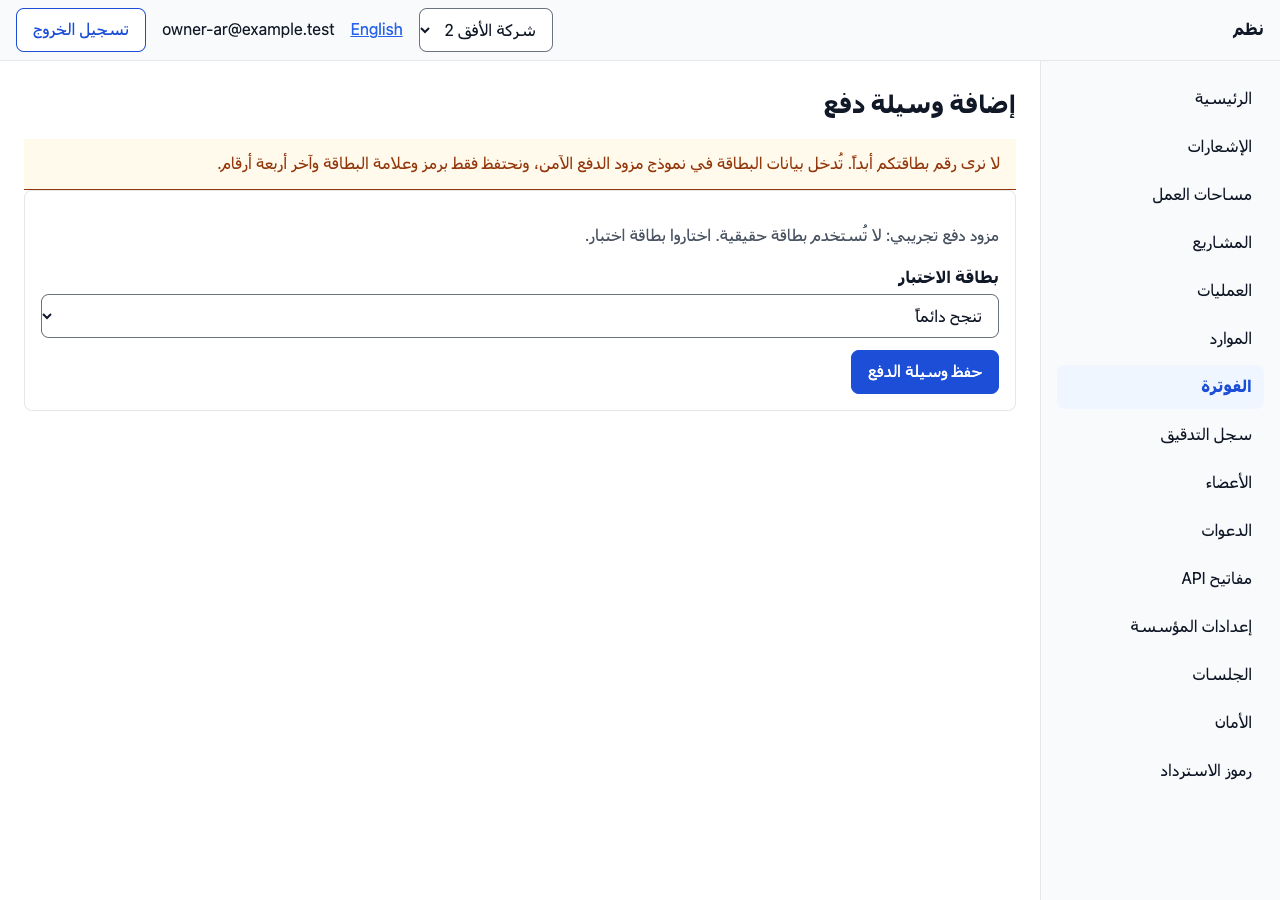 نظم
شركة الأفق 2
English
owner-ar@example.test
تسجيل الخروج
الرئيسية
الإشعارات
مساحات العمل
المشاريع
العمليات
الموارد
الفوترة
سجل التدقيق
الأعضاء
الدعوات
مفاتيح API
إعدادات المؤسسة
الجلسات
الأمان
رموز الاسترداد
إضافة وسيلة دفع
لا نرى رقم بطاقتكم أبداً. تُدخل بيانات البطاقة في نموذج مزود الدفع الآمن، ونحتفظ فقط برمز وعلامة البطاقة وآخر أربعة أرقام.
مزود دفع تجريبي: لا تُستخدم بطاقة حقيقية. اختاروا بطاقة اختبار.
بطاقة الاختبار
تنجح دائماً
حفظ وسيلة الدفع